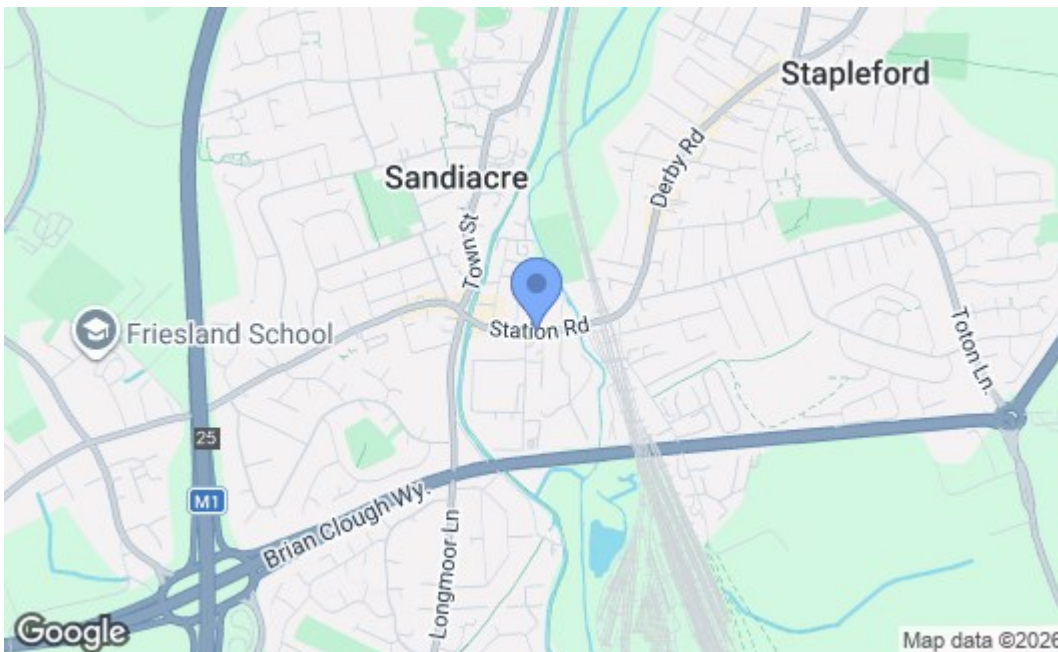 Stapleford
Sandiacre
Derby Rd
Town St
Station Rd
Friesland School
Toton Ln.
25
M1
Brian Clough Wy.
Longmoor Ln
Google
Map data ©2026